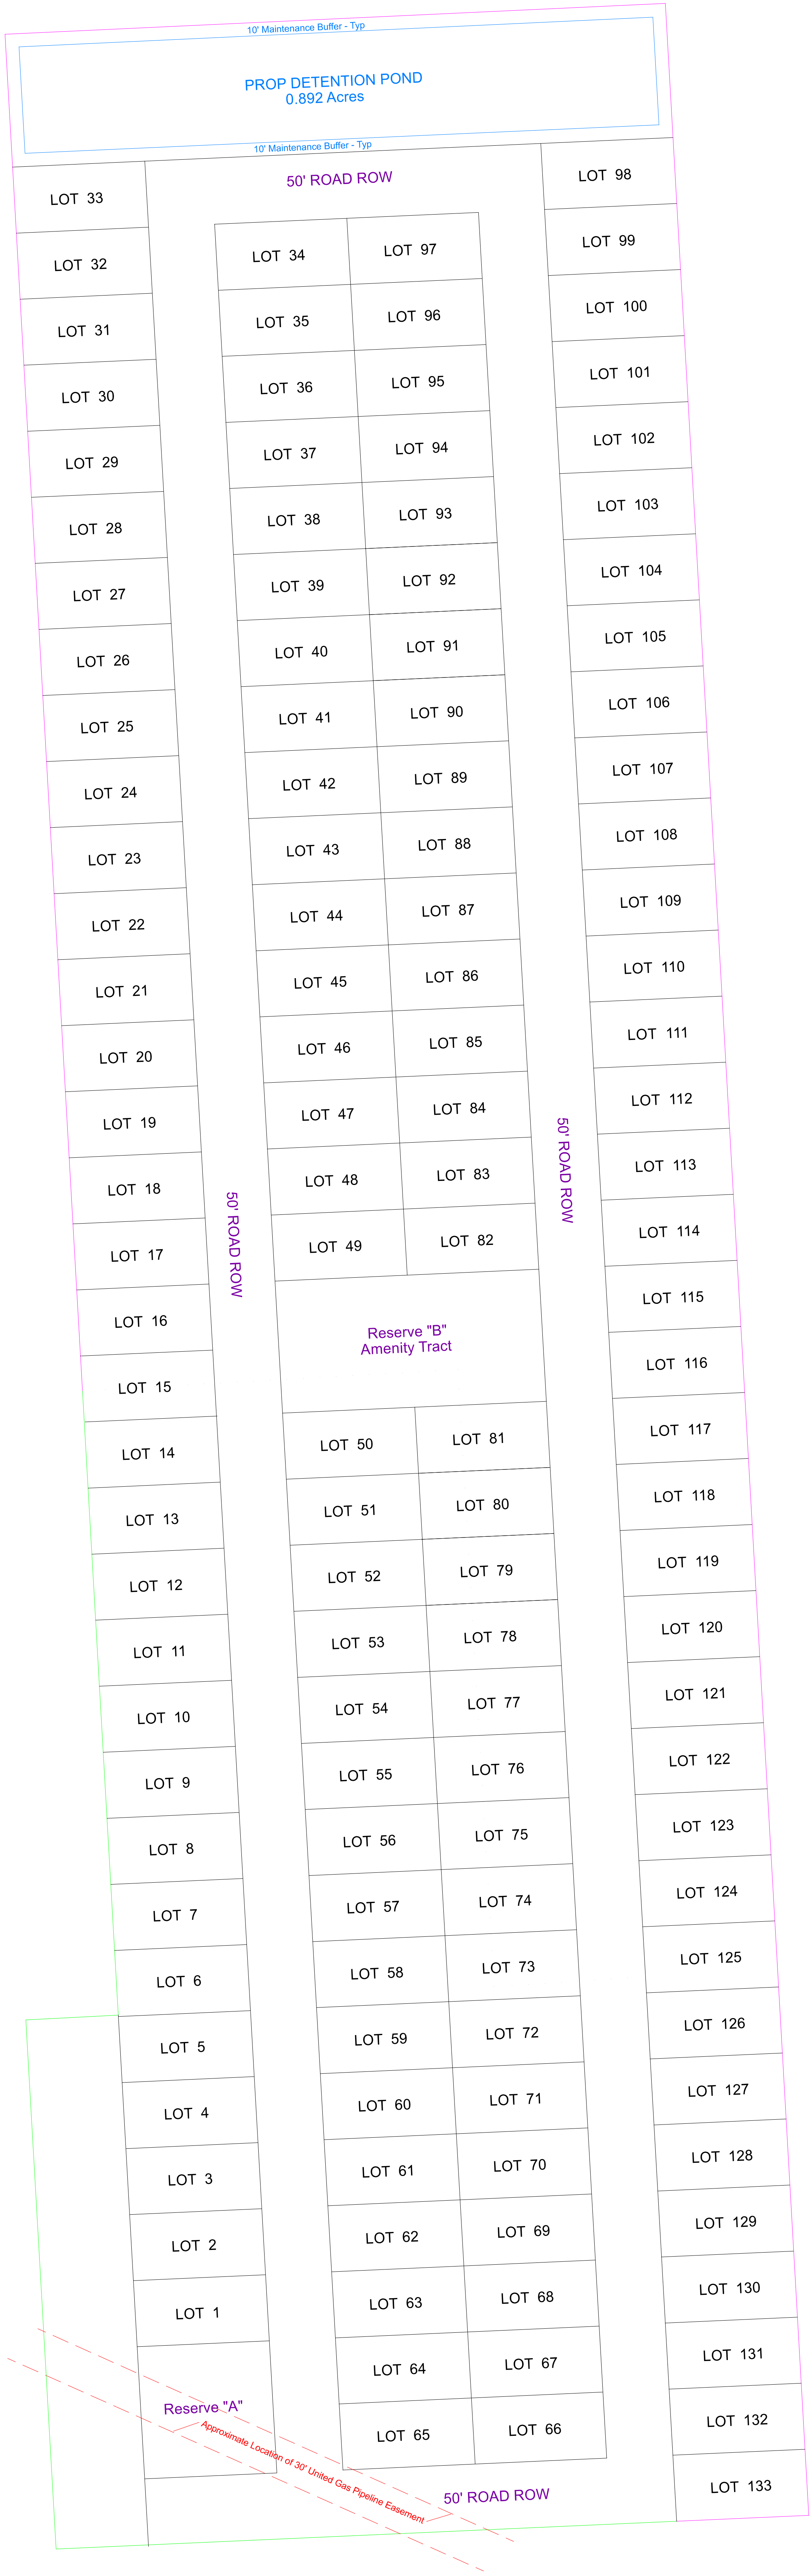 10' Maintenance Buffer - Typ
PROP DETENTION POND
0.892 Acres
10' Maintenance Buffer - Typ
50' ROAD ROW
LOT 33
LOT 32
LOT 31
LOT 30
LOT 29
LOT 28
LOT 27
LOT 26
LOT 25
LOT 24
LOT 23
LOT 22
LOT 21
LOT 20
LOT 19
LOT 18
LOT 17
LOT 16
LOT 15
LOT 14
LOT 13
LOT 12
LOT 11
LOT 10
LOT 9
LOT 8
LOT 7
LOT 6
LOT 5
LOT 4
LOT 3
LOT 2
LOT 1
Reserve "A"
50' ROAD ROW
LOT 34
LOT 35
LOT 36
LOT 37
LOT 38
LOT 39
LOT 40
LOT 41
LOT 42
LOT 43
LOT 44
LOT 45
LOT 46
LOT 47
LOT 48
LOT 49
LOT 97
LOT 96
LOT 95
LOT 94
LOT 93
LOT 92
LOT 91
LOT 90
LOT 89
LOT 88
LOT 87
LOT 86
LOT 85
LOT 84
LOT 83
LOT 82
Reserve "B"
Amenity Tract
LOT 50
LOT 51
LOT 52
LOT 53
LOT 54
LOT 55
LOT 56
LOT 57
LOT 58
LOT 59
LOT 60
LOT 61
LOT 62
LOT 63
LOT 64
LOT 65
LOT 81
LOT 80
LOT 79
LOT 78
LOT 77
LOT 76
LOT 75
LOT 74
LOT 73
LOT 72
LOT 71
LOT 70
LOT 69
LOT 68
LOT 67
LOT 66
50' ROAD ROW
LOT 98
LOT 99
LOT 100
LOT 101
LOT 102
LOT 103
LOT 104
LOT 105
LOT 106
LOT 107
LOT 108
LOT 109
LOT 110
LOT 111
LOT 112
LOT 113
LOT 114
LOT 115
LOT 116
LOT 117
LOT 118
LOT 119
LOT 120
LOT 121
LOT 122
LOT 123
LOT 124
LOT 125
LOT 126
LOT 127
LOT 128
LOT 129
LOT 130
LOT 131
LOT 132
LOT 133
Approximate Location of 30' United Gas Pipeline Easement
50' ROAD ROW